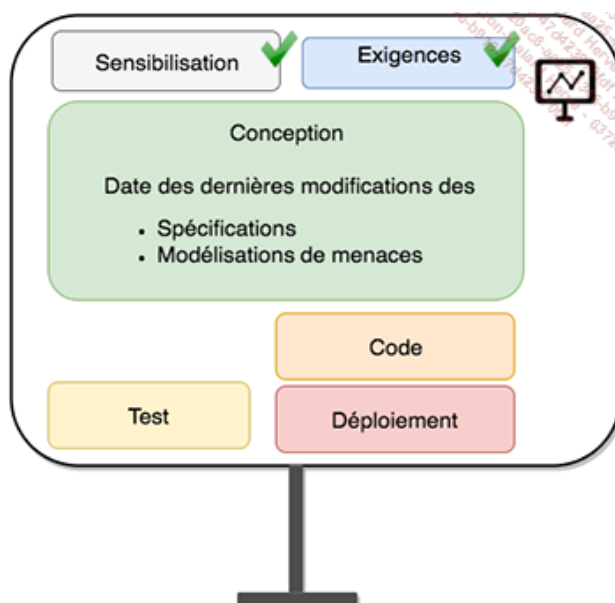 Sensibilisation
Exigences
Conception
Date des dernières modifications des
• Spécifications
• Modélisations de menaces
Code
Test
Déploiement